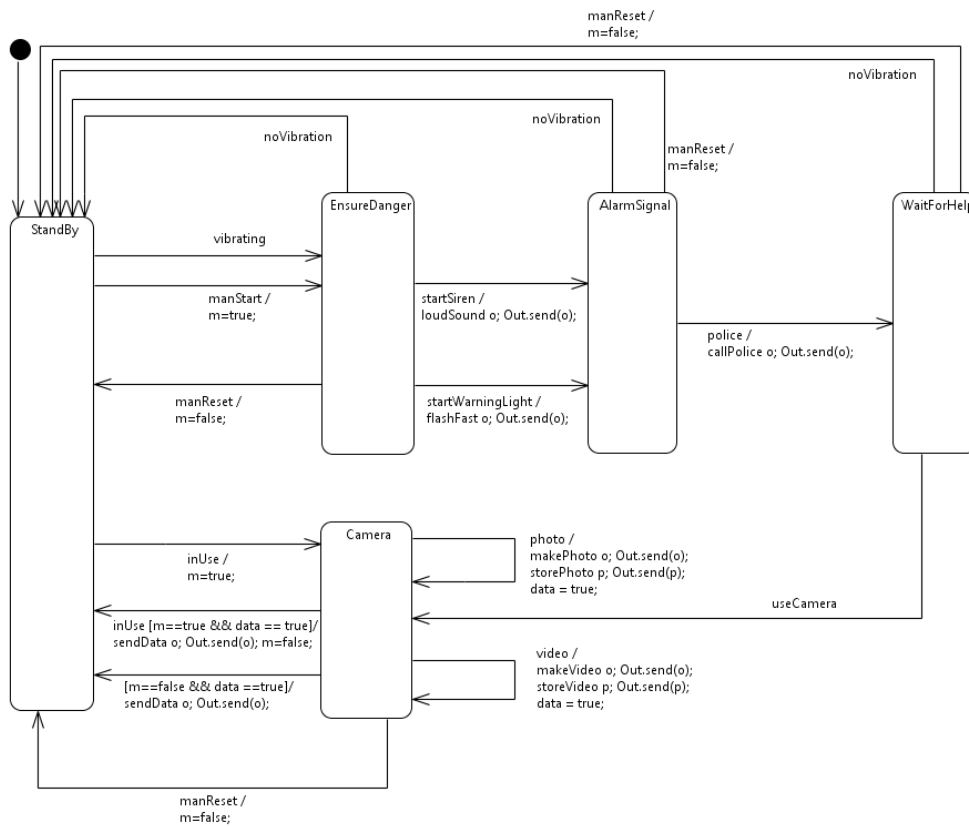 manReset /
m=false;
noVibration
noVibration
noVibration
manReset /
m=false;
StandBy
EnsureDanger
AlarmSignal
WaitForHelp
vibrating
manStart /
m=true;
startSiren /
loudSound o; Out.send(o);
police /
callPolice o; Out.send(o);
manReset /
m=false;
startWarningLight /
flashFast o; Out.send(o);
Camera
inUse /
m=true;
photo /
makePhoto o; Out.send(o);
storePhoto p; Out.send(p);
data = true;
useCamera
inUse [m==true && data == true]/
sendData o; Out.send(o); m=false;
video /
makeVideo o; Out.send(o);
storeVideo p; Out.send(p);
data = true;
[m==false && data ==true]/
sendData o; Out.send(o);
manReset /
m=false;